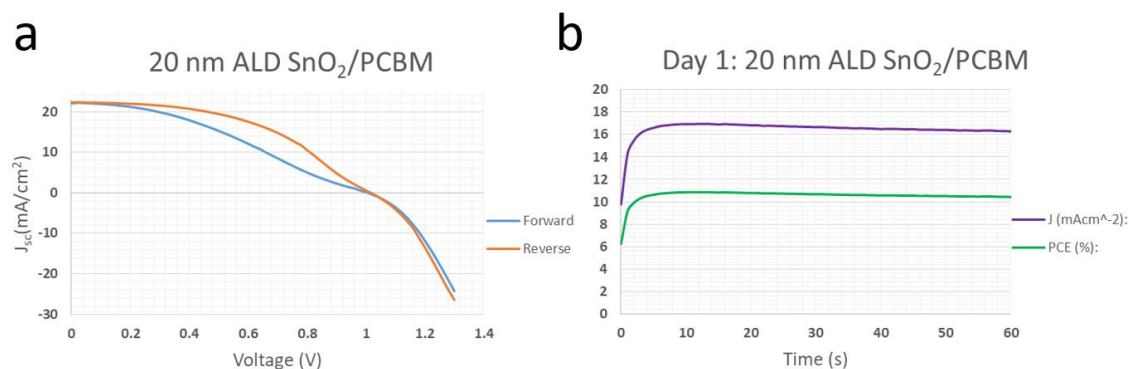 a
20 nm ALD SnO₂/PCBM
20
10
0
-10
-20
-30
J_sc(mA/cm²)
0 0.2 0.4 0.6 0.8 1 1.2 1.4
Voltage (V)
Forward
Reverse
b
Day 1: 20 nm ALD SnO₂/PCBM
20
18
16
14
12
10
8
6
4
2
0
0 10 20 30 40 50 60
Time (s)
J (mAcm^-2):
PCE (%):